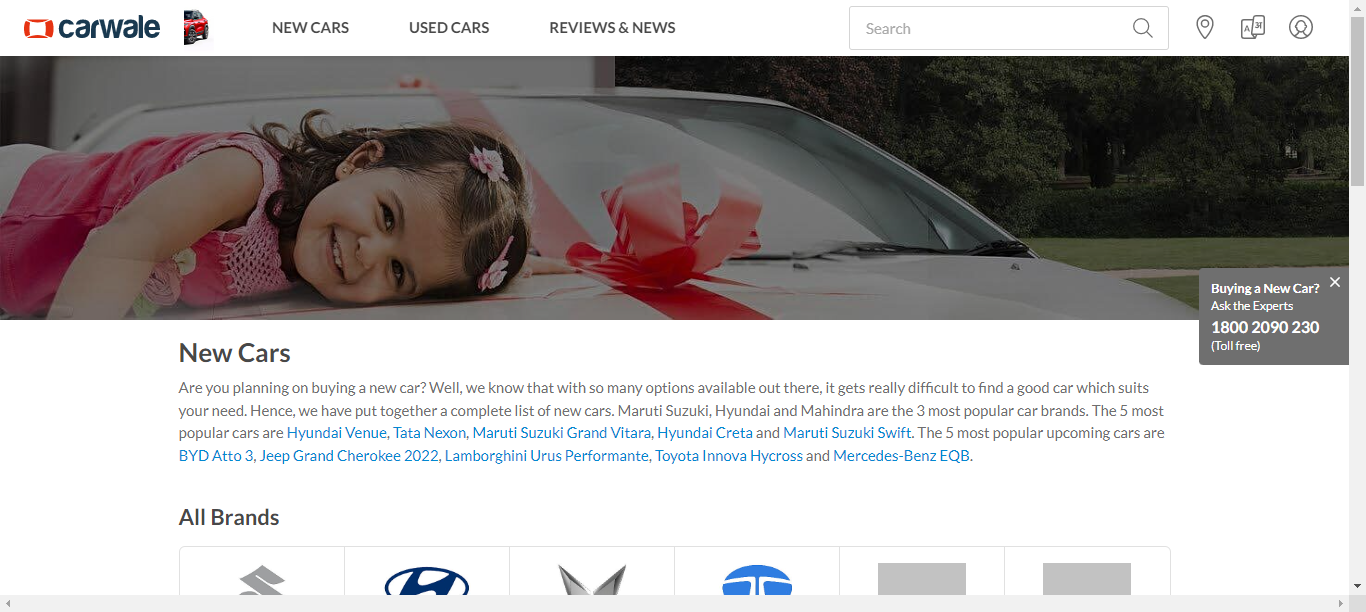 carwale NEW CARS USED CARS REVIEWS & NEWS Search
Buying a New Car?
Ask the Experts
1800 2090 230
(Toll free)
New Cars
Are you planning on buying a new car? Well, we know that with so many options available out there, it gets really difficult to find a good car which suits
your need. Hence, we have put together a complete list of new cars. Maruti Suzuki, Hyundai and Mahindra are the 3 most popular car brands. The 5 most
popular cars are Hyundai Venue, Tata Nexon, Maruti Suzuki Grand Vitara, Hyundai Creta and Maruti Suzuki Swift. The 5 most popular upcoming cars are
BYD Atto 3, Jeep Grand Cherokee 2022, Lamborghini Urus Performante, Toyota Innova Hycross and Mercedes-Benz EQB.
All Brands